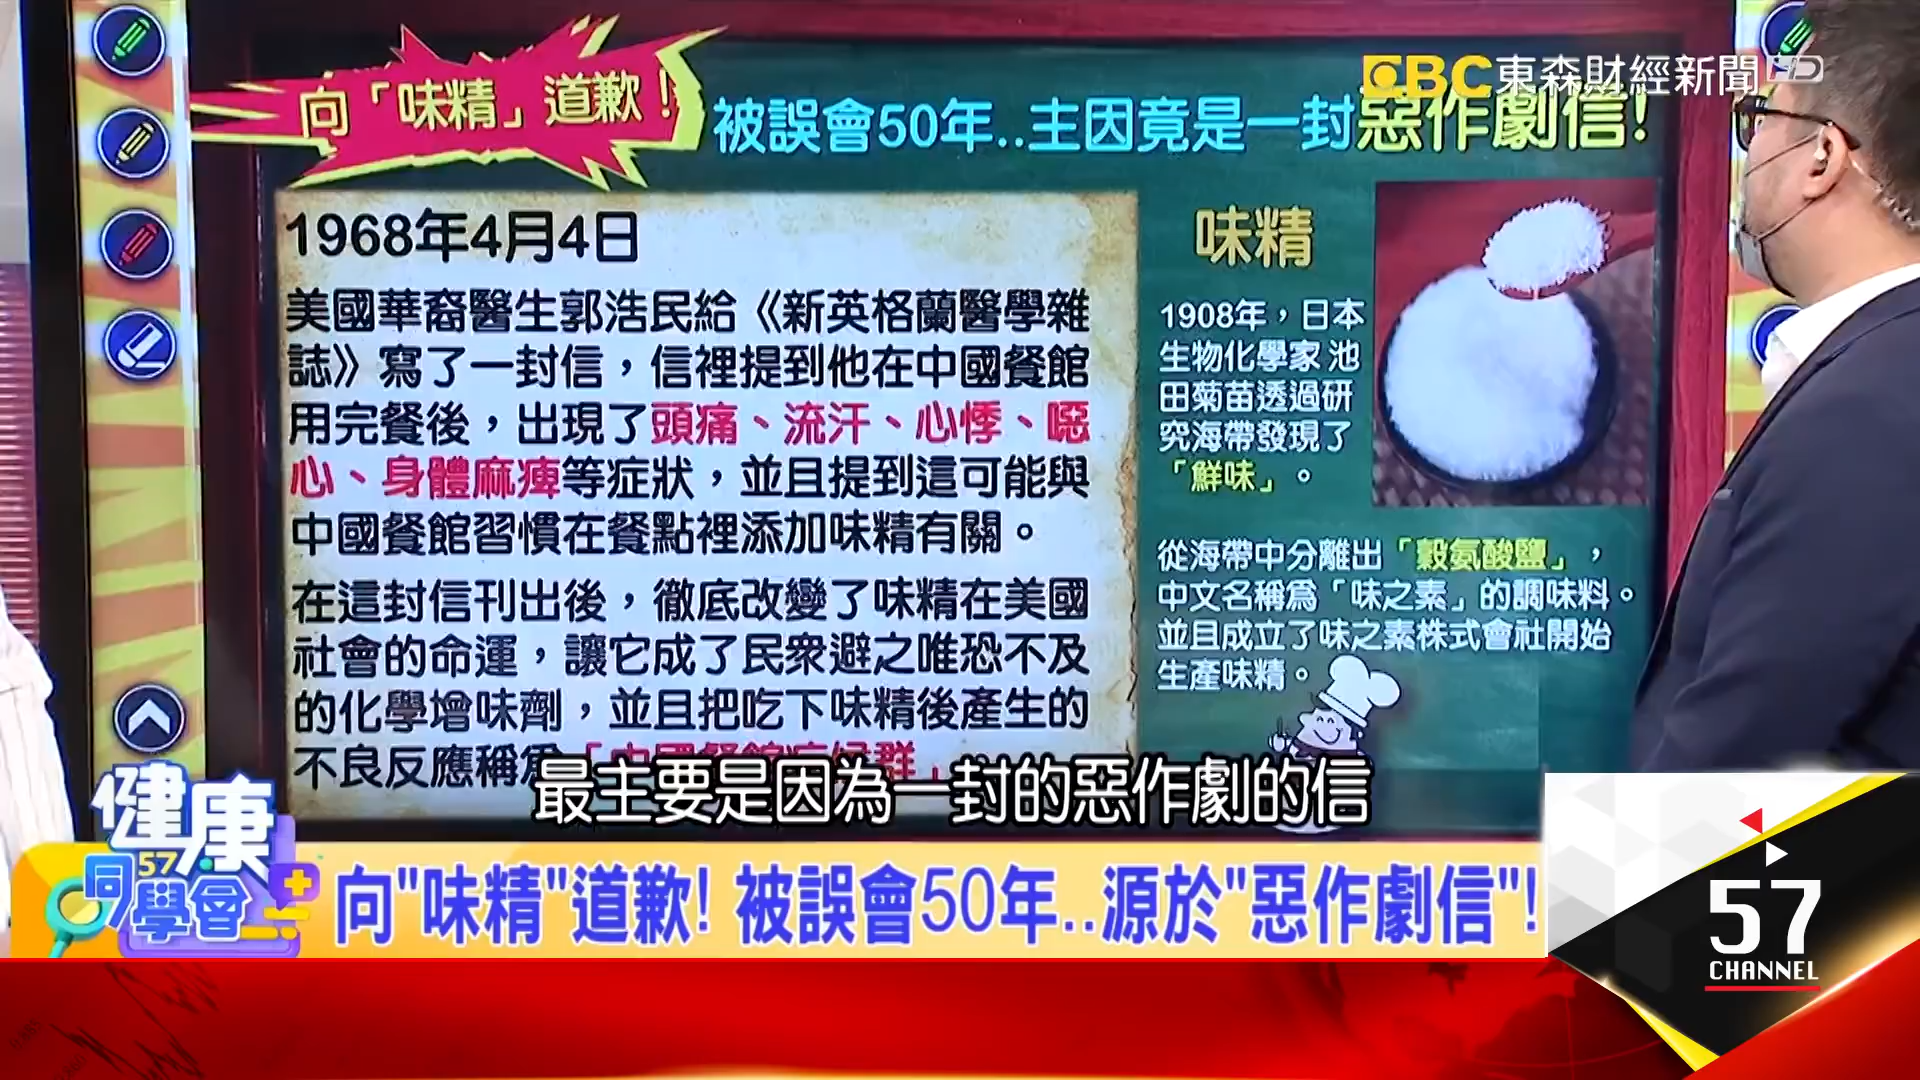 向「味精」道歉！
被誤會50年..主因竟是一封惡作劇信!
EBC東森財經新聞HD
1968年4月4日
美國華裔醫生郭浩民給《新英格蘭醫學雜
誌》寫了一封信，信裡提到他在中國餐館
用完餐後，出現了頭痛、流汗、心悸、噁
心、身體麻痺等症狀，並且提到這可能與
中國餐館習慣在餐點裡添加味精有關。
在這封信刊出後，徹底改變了味精在美國
社會的命運，讓它成了民眾避之唯恐不及
的化學增味劑，並且把吃下味精後產生的
不良反應稱為「中國餐館症候群」
味精
1908年，日本
生物化學家 池
田菊苗透過研
究海帶發現了
「鮮味」。
從海帶中分離出「穀氨酸鹽」，
中文名稱為「味之素」的調味料。
並且成立了味之素株式會社開始
生產味精。
最主要是因為一封的惡作劇的信
健康
57
同學會
向"味精"道歉! 被誤會50年..源於"惡作劇信"!
57
CHANNEL